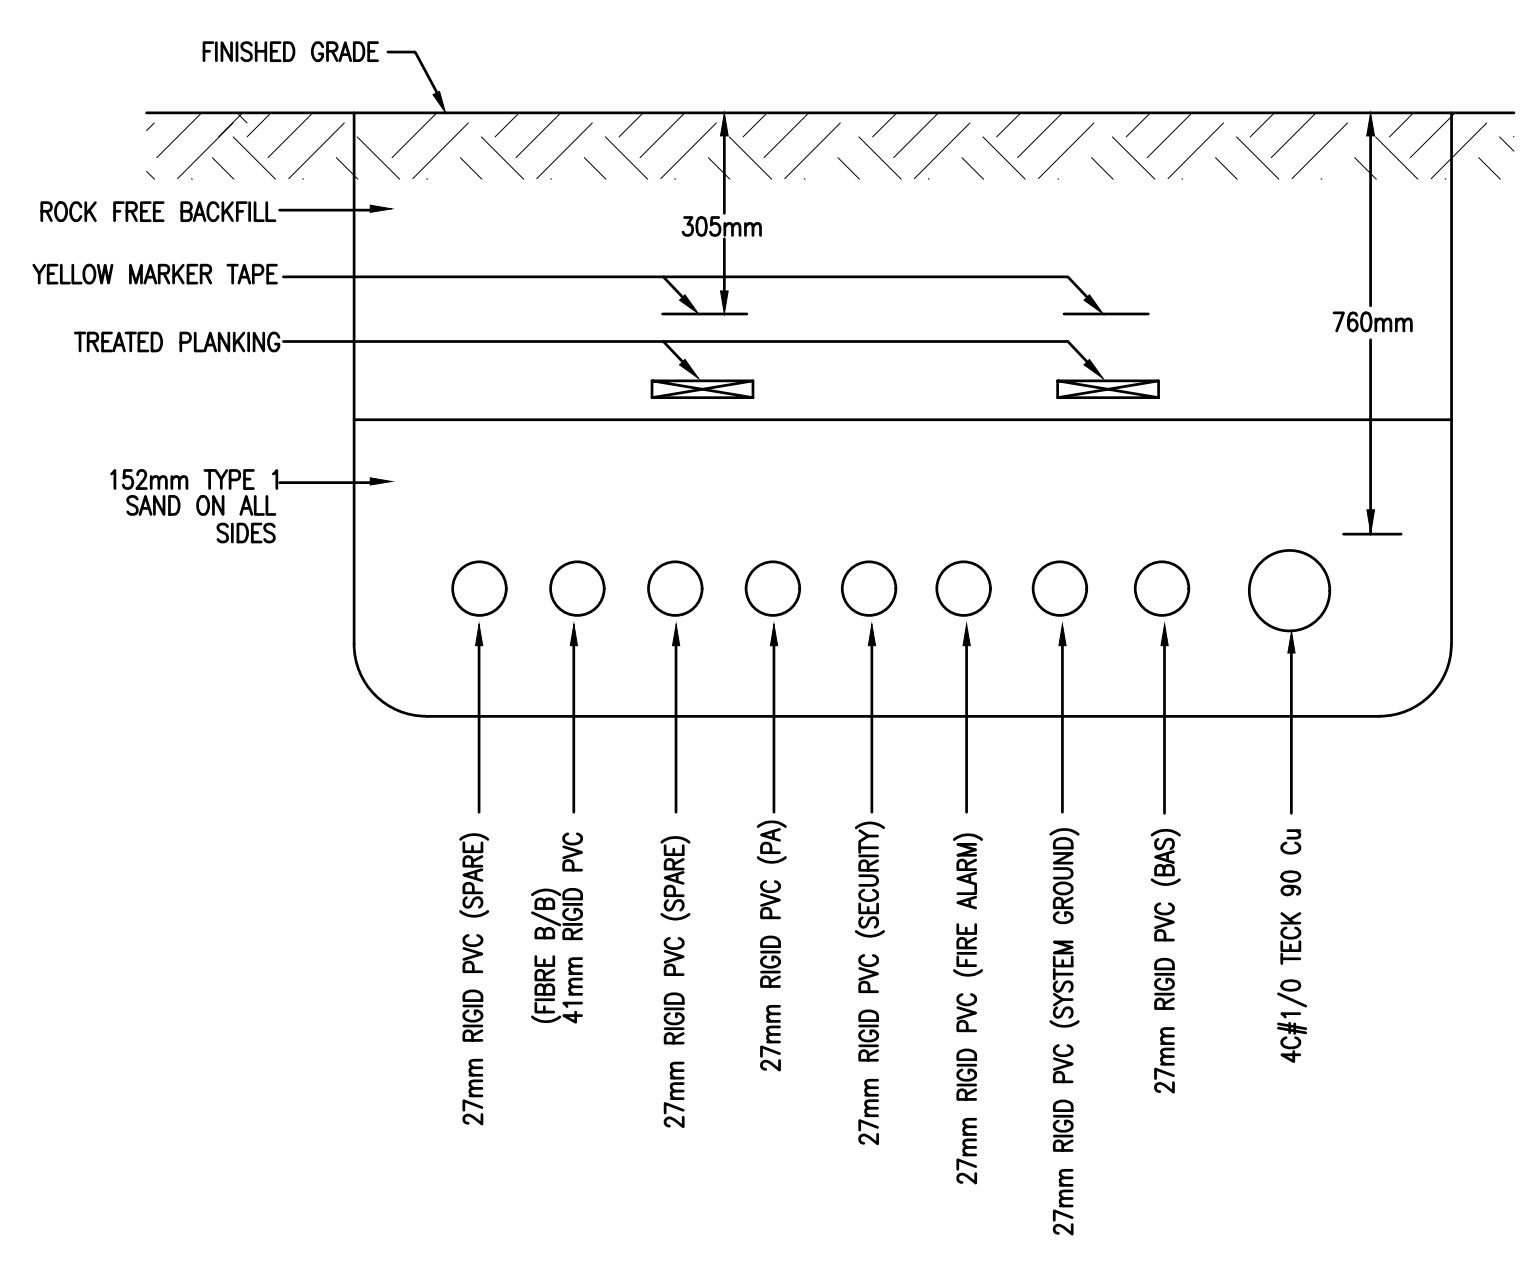 FINISHED GRADE
ROCK FREE BACKFILL
305mm
YELLOW MARKER TAPE
760mm
TREATED PLANKING
152mm TYPE 1
SAND ON ALL
SIDES
27mm RIGID PVC (SPARE)
(FIBRE B/B)
41mm RIGID PVC
27mm RIGID PVC (SPARE)
27mm RIGID PVC (PA)
27mm RIGID PVC (SECURITY)
27mm RIGID PVC (FIRE ALARM)
27mm RIGID PVC (SYSTEM GROUND)
27mm RIGID PVC (BAS)
4C#1/0 TECK 90 Cu